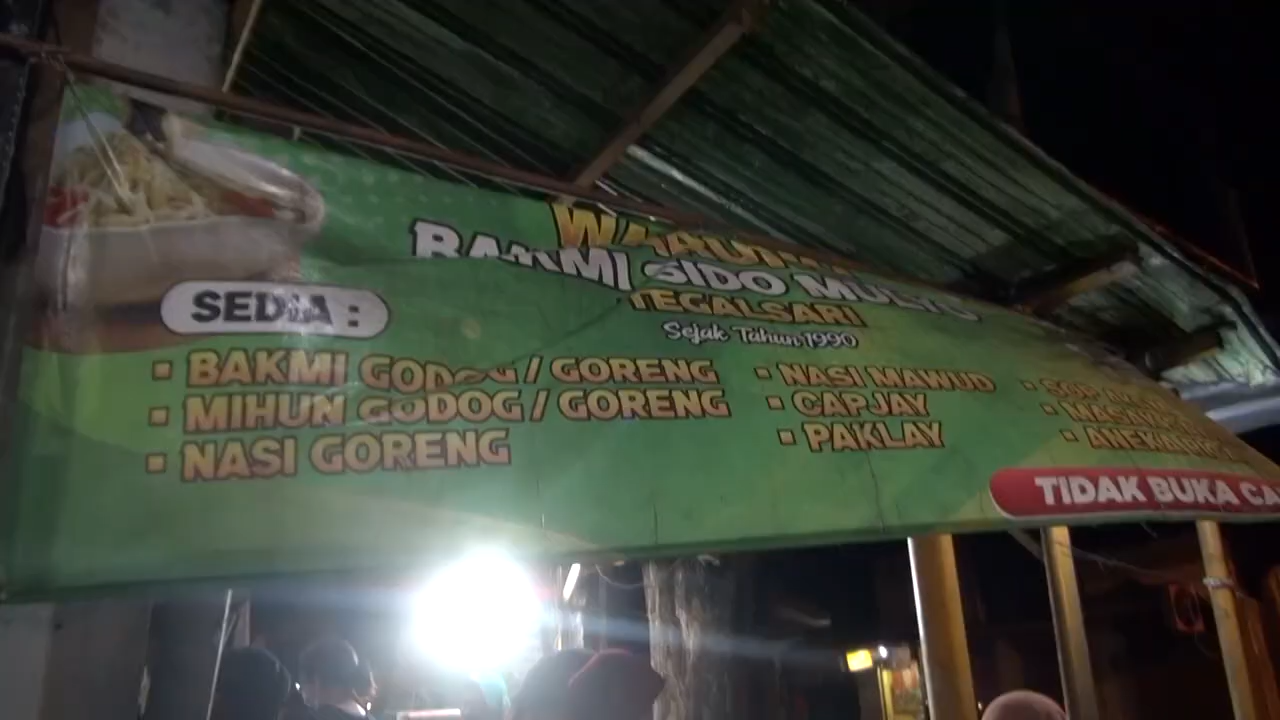 BAKMI SIDO MULYO
TEGALSARI
Sejak Tahun 1990
SEDIA :
BAKMI GODOG / GORENG
MIHUN GODOG / GORENG
NASI GORENG
NASI MAWUD
CAPJAY
PAKLAY
TIDAK BUKA